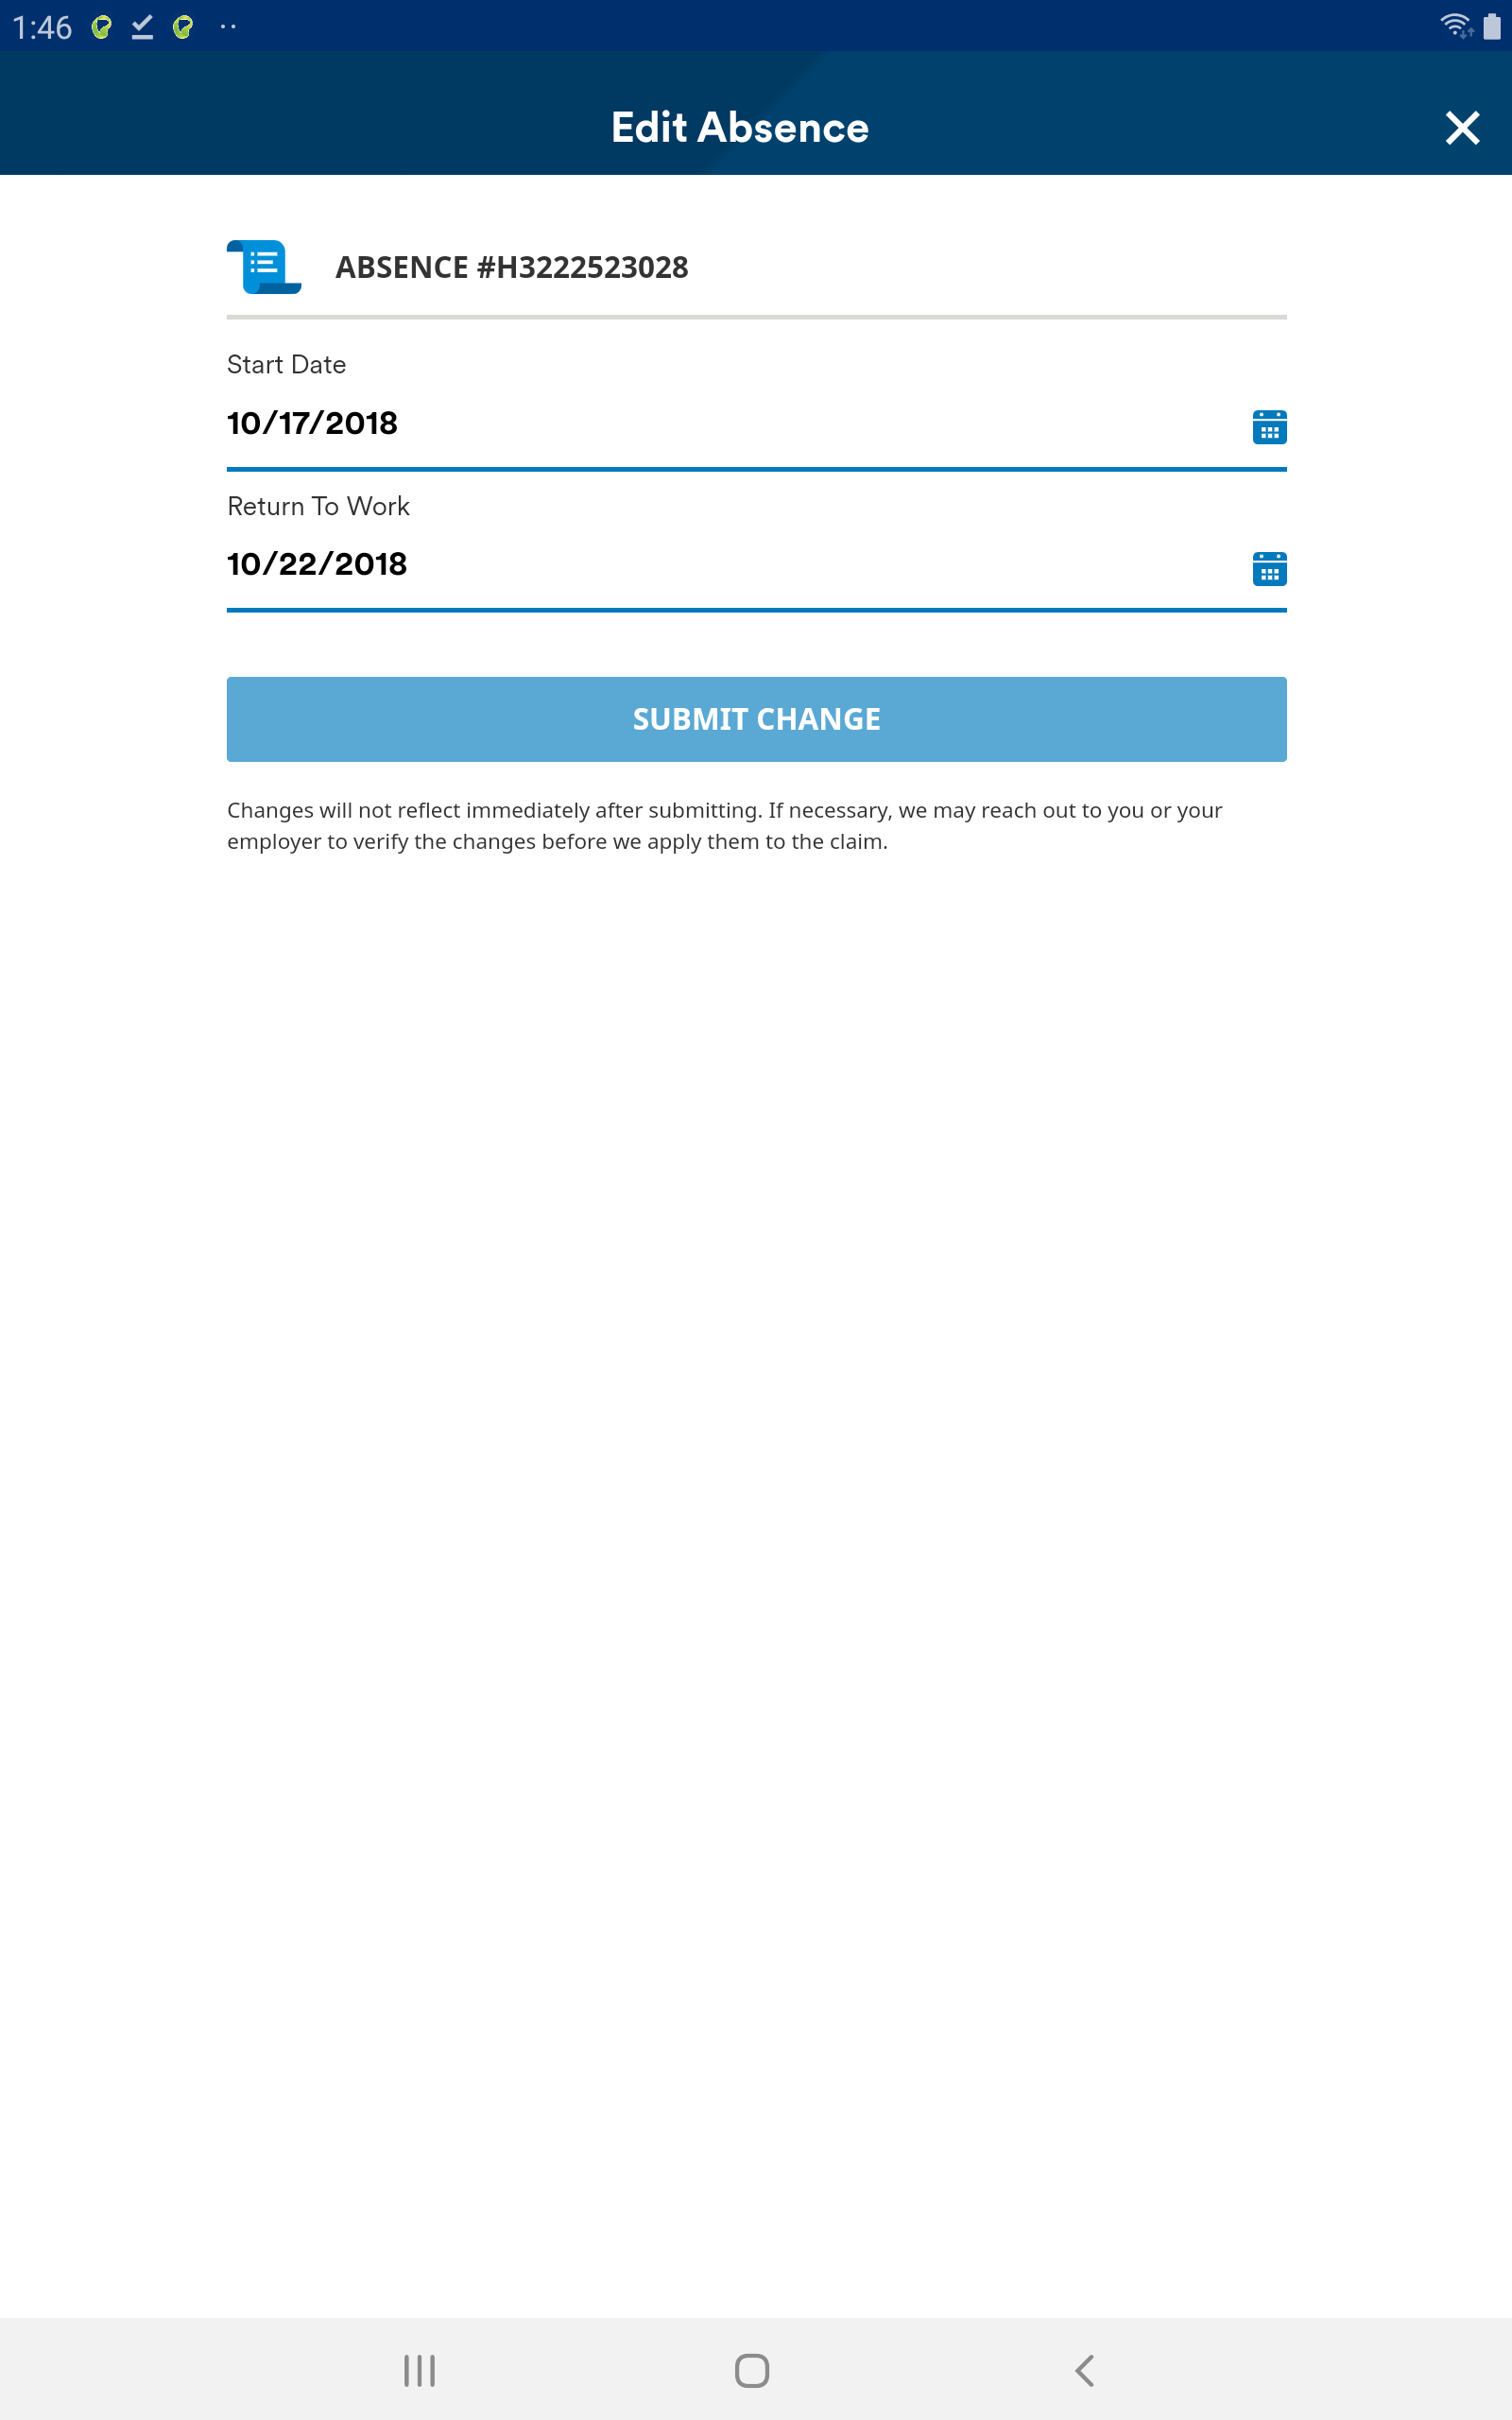 1:46
Edit Absence
ABSENCE #H3222523028
Start Date
10/17/2018
Return To Work
10/22/2018
SUBMIT CHANGE
Changes will not reflect immediately after submitting. If necessary, we may reach out to you or your
employer to verify the changes before we apply them to the claim.